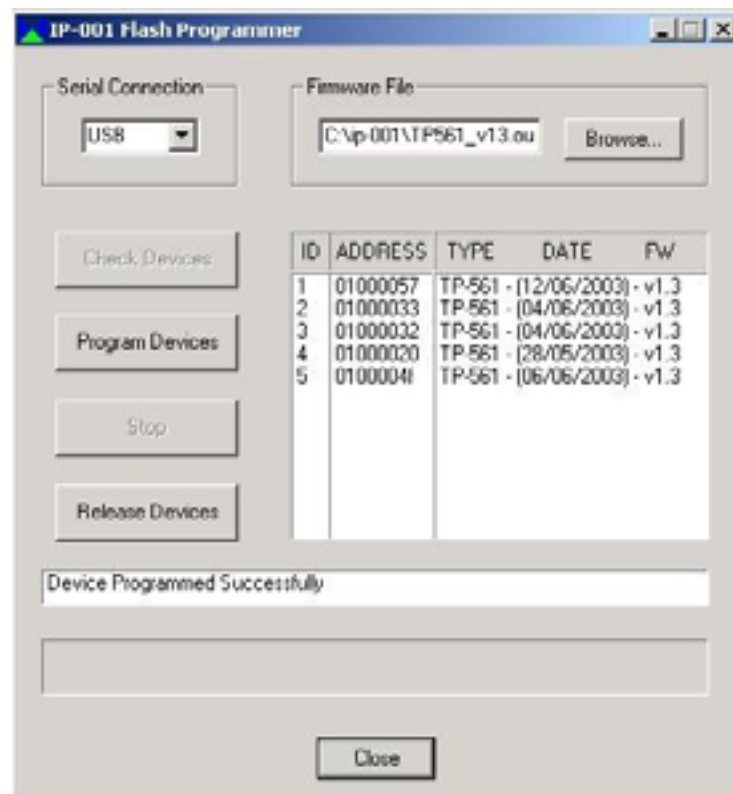 IP-001 Flash Programmer
Serial Connection
USB
Firmware File
C:\ip-001\TP561_v13.ou
Browse...
Check Devices
Program Devices
Stop
Release Devices
ID ADDRESS TYPE DATE FW
1 01000057 TP-561 - (12/06/2003) - v1.3
2 01000033 TP-561 - (04/06/2003) - v1.3
3 01000032 TP-561 - (04/06/2003) - v1.3
4 01000020 TP-561 - (28/05/2003) - v1.3
5 0100004f TP-561 - (06/06/2003) - v1.3
Device Programmed Successfully
Close